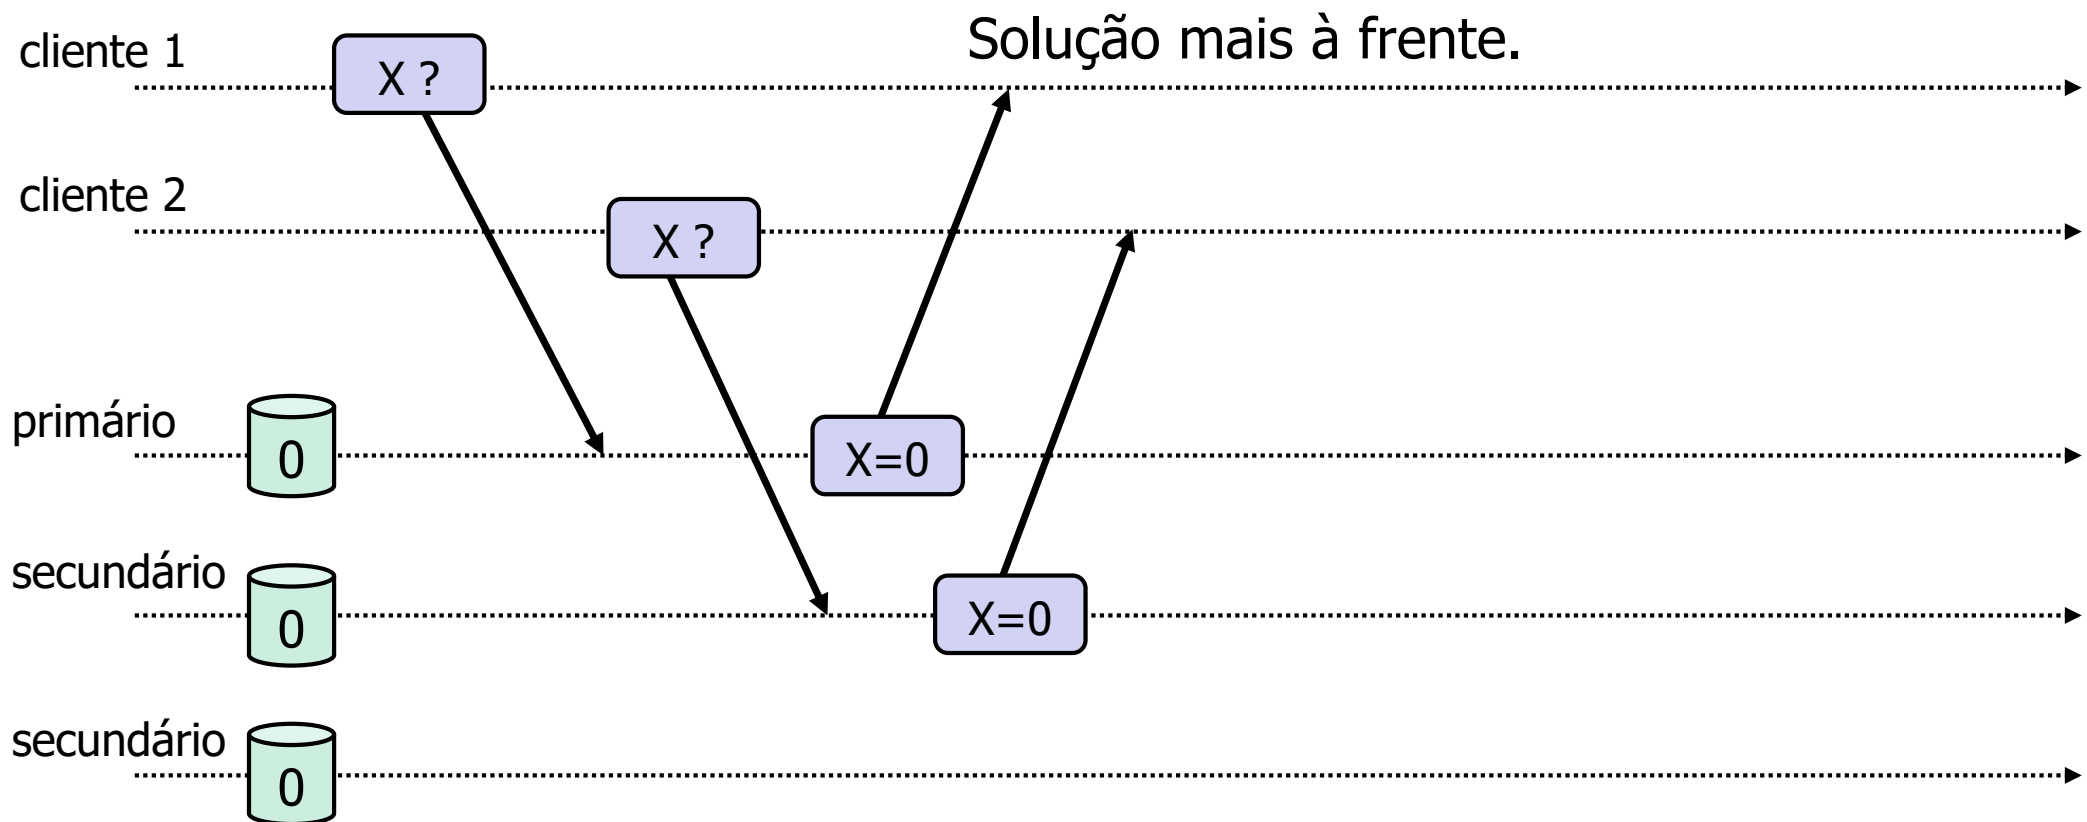 Solução mais à frente.
cliente 1
X ?
cliente 2
X ?
primário
0
X=0
secundário
0
X=0
secundário
0